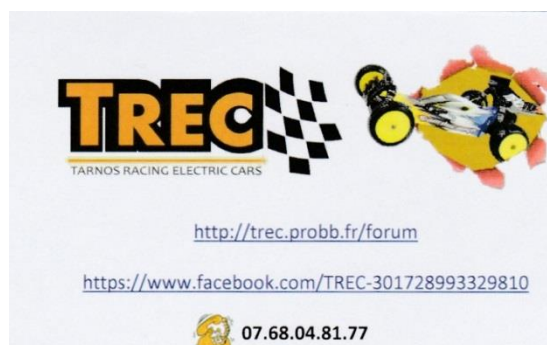 TREC
TARNOS RACING ELECTRIC CARS
http://trec.probb.fr/forum
https://www.facebook.com/TREC-301728993329810
07.68.04.81.77